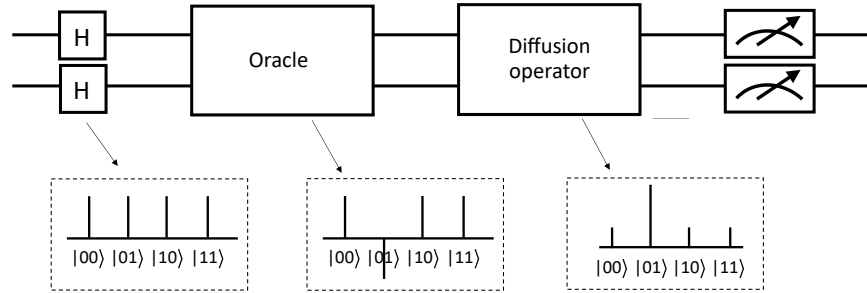 H
H
Oracle
Diffusion
operator
|00⟩ |01⟩ |10⟩ |11⟩
|00⟩ |01⟩ |10⟩ |11⟩
|00⟩ |01⟩ |10⟩ |11⟩